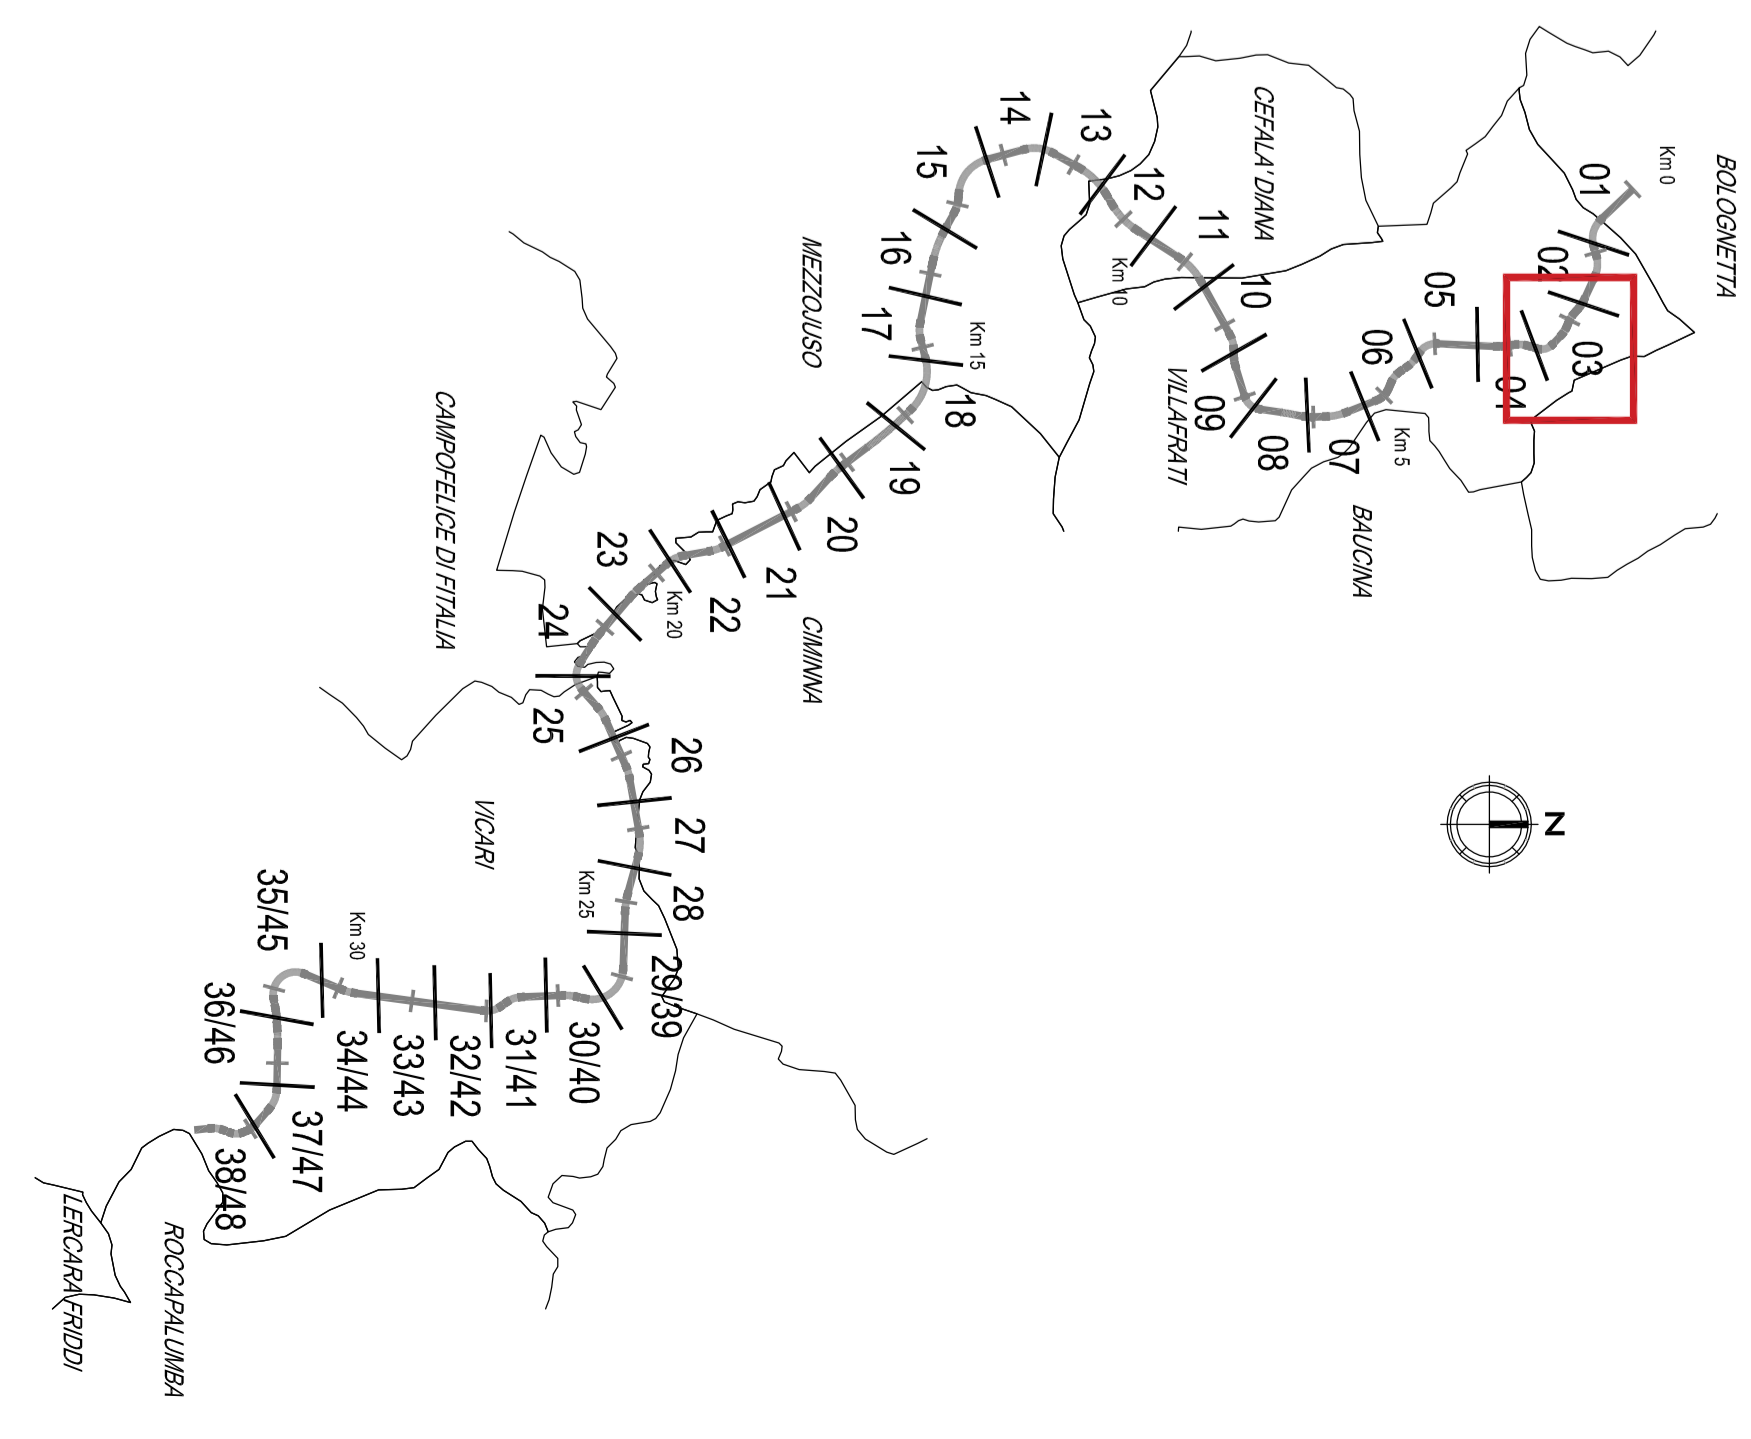 BOLOGNETTA
Km 0
01
02
03
04
05
06
Km 5
07
BAUCINA
08
09
VILLAFRATI
10
CEFALA' DIANA
11
Km 10
12
13
14
15
16
17
Km 15
MEZZOJUSO
18
19
20
21
CIMINNA
22
Km 20
23
24
CAMPOFELICE DI FITALIA
25
26
27
28
Km 25
VICARI
29/39
30/40
31/41
32/42
33/43
34/44
Km 30
35/45
36/46
37/47
38/48
ROCCAPALUMBA
LERCARA FRIDDI
N